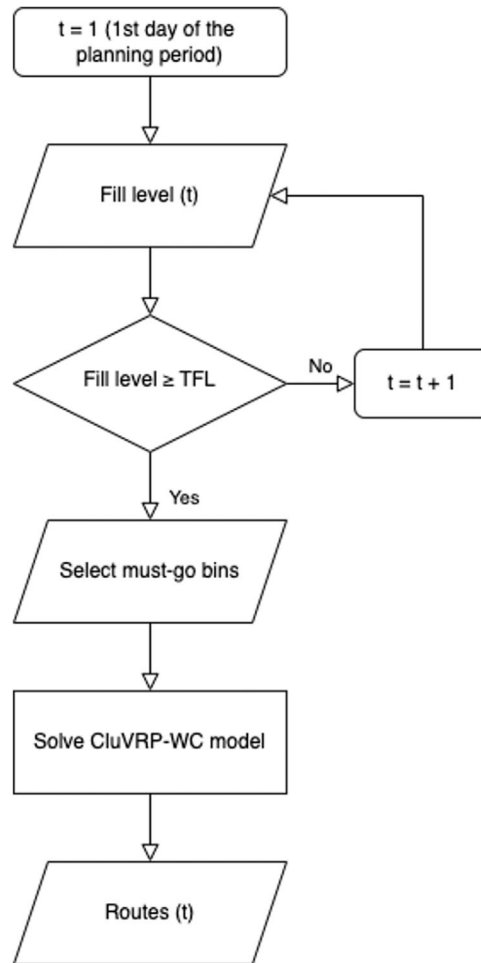 t = 1 (1st day of the
planning period)
Fill level (t)
Fill level ≥ TFL
No
t = t + 1
Yes
Select must-go bins
Solve CluVRP-WC model
Routes (t)